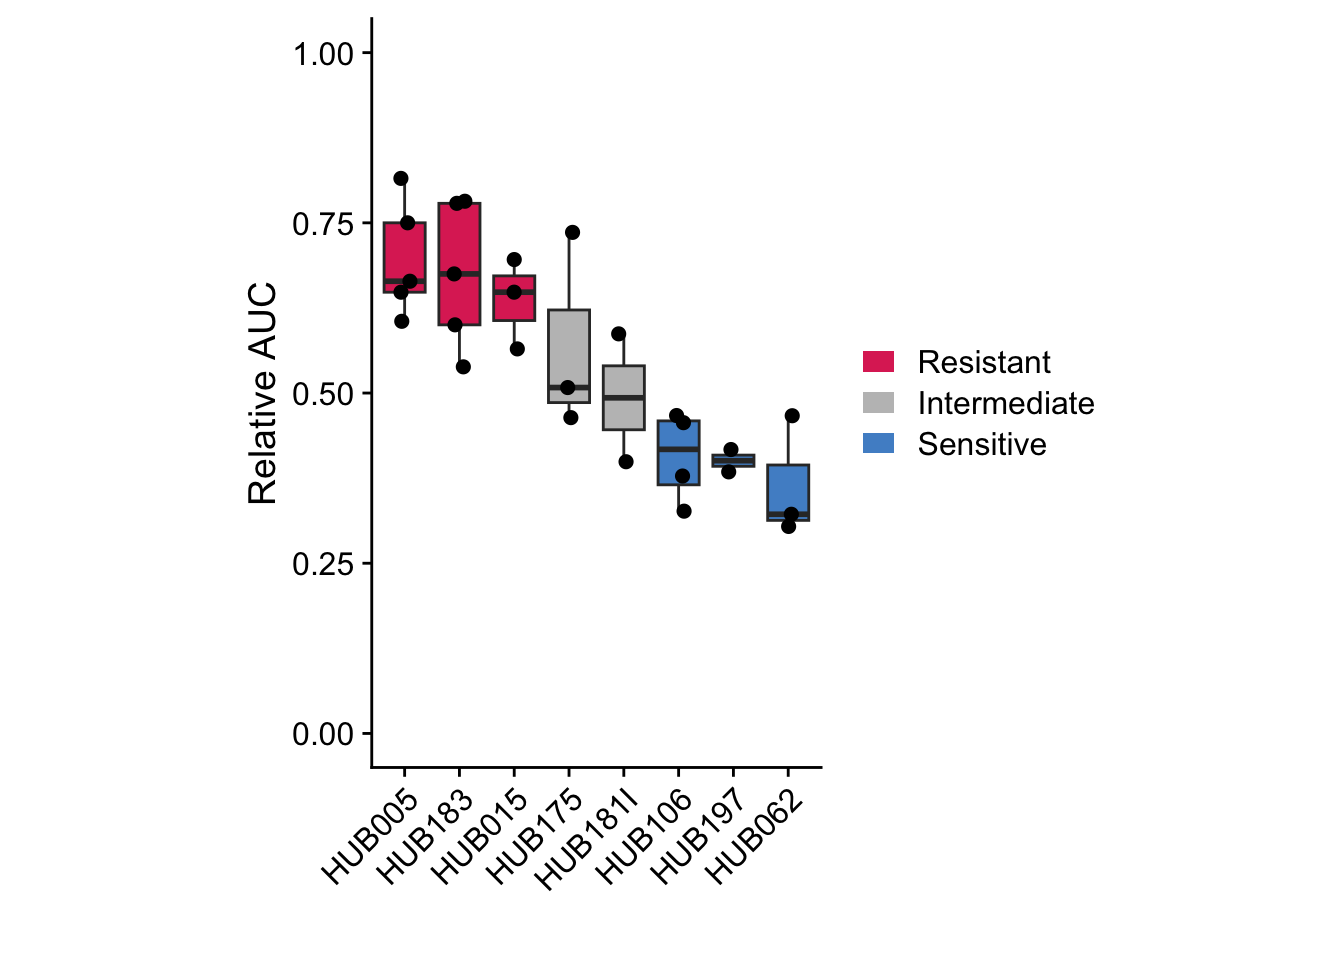 Relative AUC
1.00
0.75
0.50
0.25
0.00
HUB005
HUB183
HUB015
HUB175
HUB181I
HUB106
HUB197
HUB062
Resistant
Intermediate
Sensitive